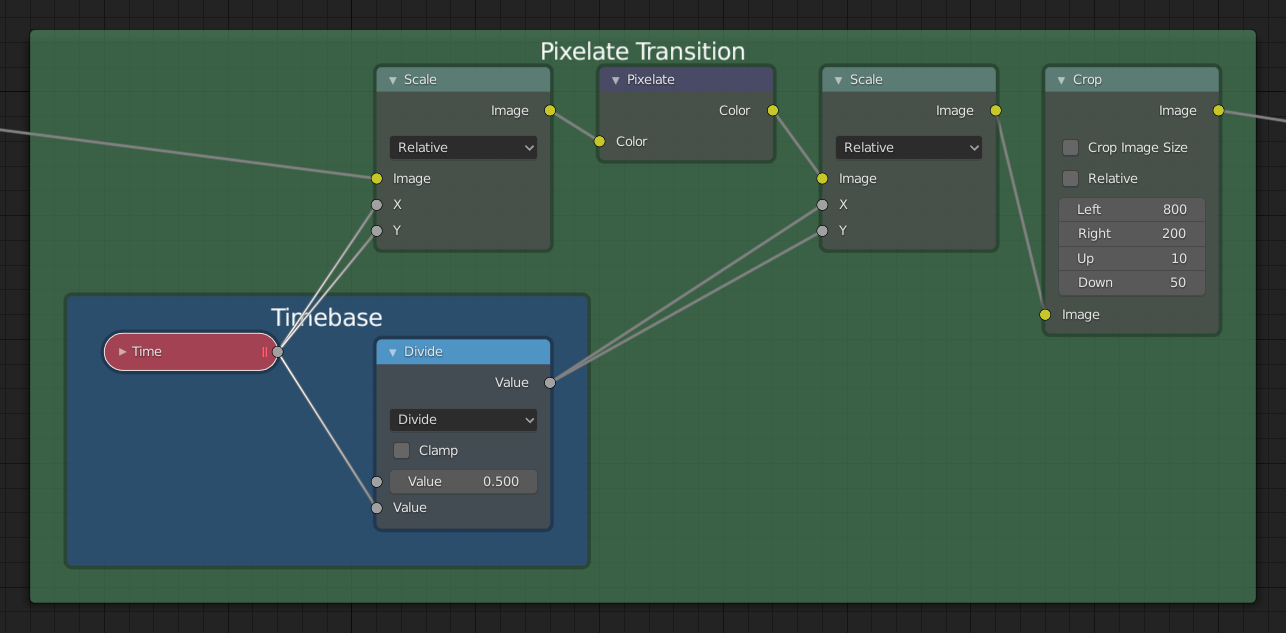 Pixelate Transition
Scale
Image
Relative
Image
X
Y
Pixelate
Color
Color
Scale
Image
Relative
Image
X
Y
Crop
Image
Crop Image Size
Relative
Left 800
Right 200
Up 10
Down 50
Image
Timebase
Time
Divide
Value
Divide
Clamp
Value 0.500
Value